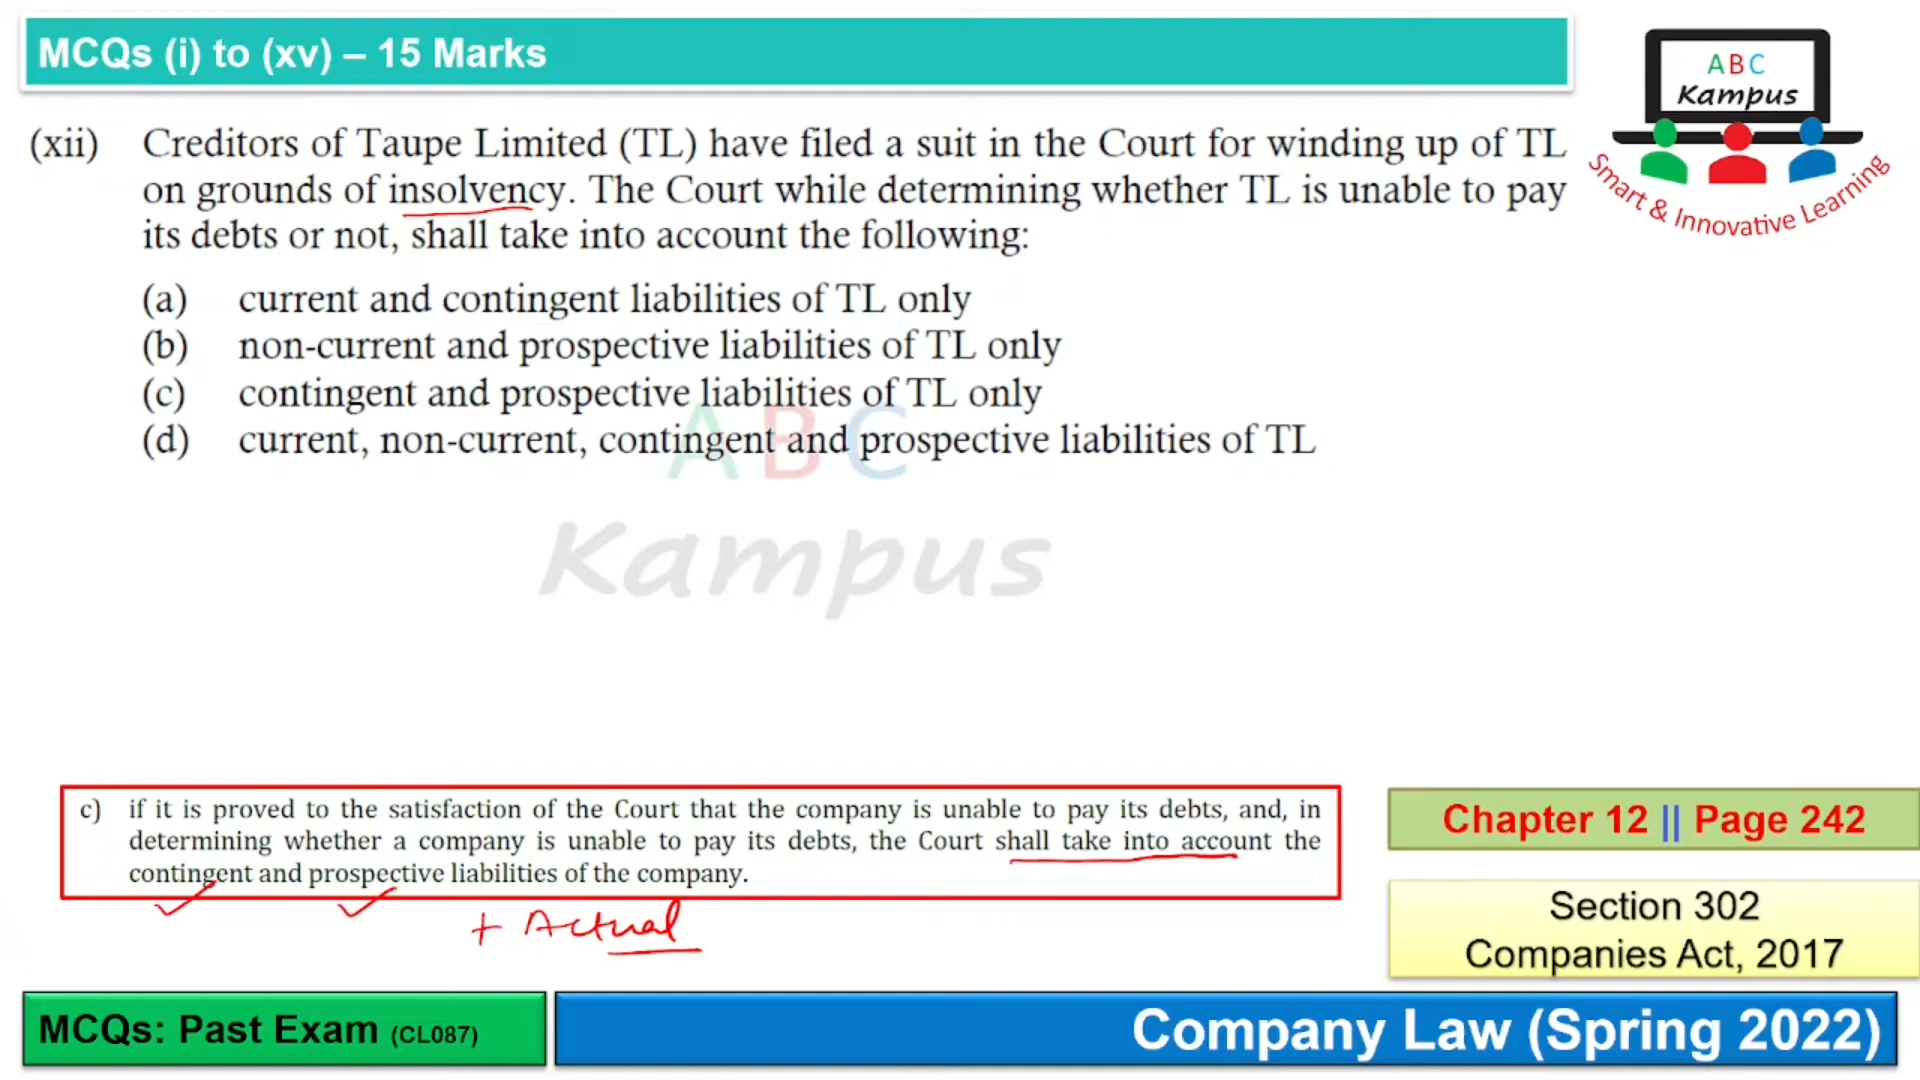 MCQs (i) to (xv) – 15 Marks
A B C
Kampus
Smart & Innovative Learning
(xii) Creditors of Taupe Limited (TL) have filed a suit in the Court for winding up of TL
on grounds of insolvency. The Court while determining whether TL is unable to pay
its debts or not, shall take into account the following:
(a) current and contingent liabilities of TL only
(b) non-current and prospective liabilities of TL only
(c) contingent and prospective liabilities of TL only
(d) current, non-current, contingent and prospective liabilities of TL
A B C
Kampus
c) if it is proved to the satisfaction of the Court that the company is unable to pay its debts, and, in
determining whether a company is unable to pay its debts, the Court shall take into account the
contingent and prospective liabilities of the company.
+ Actual
Chapter 12 || Page 242
Section 302
Companies Act, 2017
MCQs: Past Exam (CL087)
Company Law (Spring 2022)